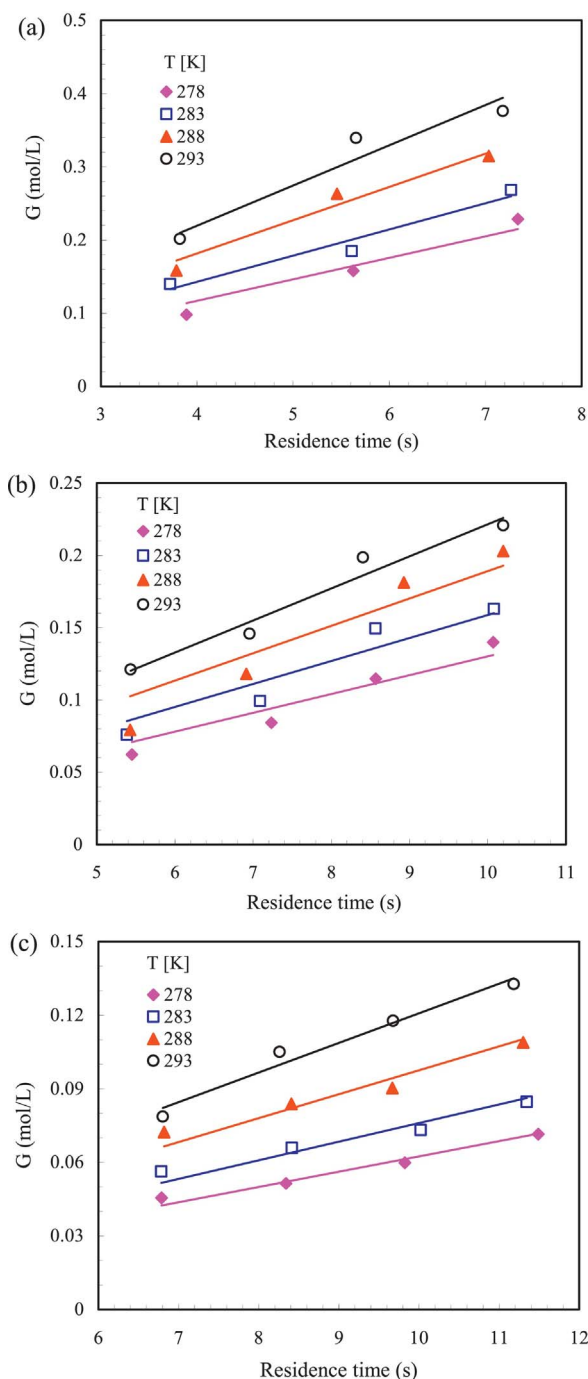 (a)
T [K]
278
283
288
293
G (mol/L)
0.5
0.4
0.3
0.2
0.1
0
3 4 5 6 7 8
Residence time (s)
(b)
T [K]
278
283
288
293
G (mol/L)
0.25
0.2
0.15
0.1
0.05
0
5 6 7 8 9 10 11
Residence time (s)
(c)
T [K]
278
283
288
293
G (mol/L)
0.15
0.12
0.09
0.06
0.03
0
6 7 8 9 10 11 12
Residence time (s)